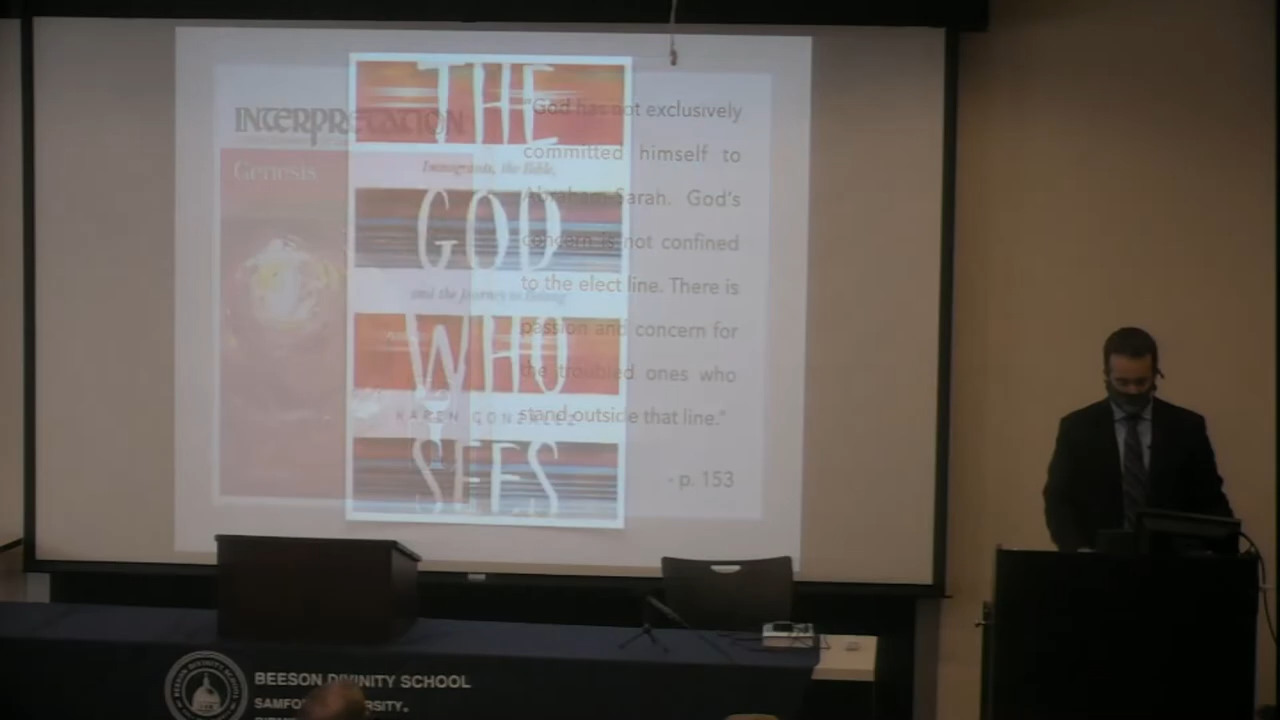 INTERPRETATION
Genesis
THE
Immigrants, the Bible,
GOD
and the Journey to Belong
WHO
KAREN GONZÁLEZ
SEES
"God has not exclusively
committed himself to
Abraham-Sarah. God's
concern is not confined
to the elect line. There is
passion and concern for
the troubled ones who
stand outside that line."
- p. 153
BEESON DIVINITY SCHOOL
SAMFORD UNIVERSITY